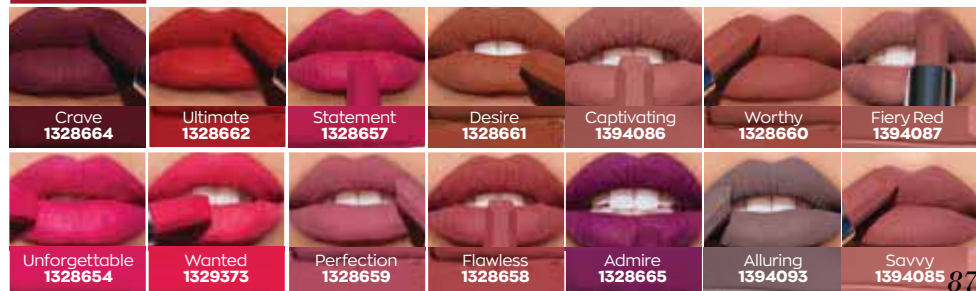 Crave
1328664
Ultimate
1328662
Statement
1328657
Desire
1328661
Captivating
1394086
Worthy
1328660
Fiery Red
1394087
Unforgettable
1328654
Wanted
1329373
Perfection
1328659
Flawless
1328658
Admire
1328665
Alluring
1394093
Savvy
1394085
87